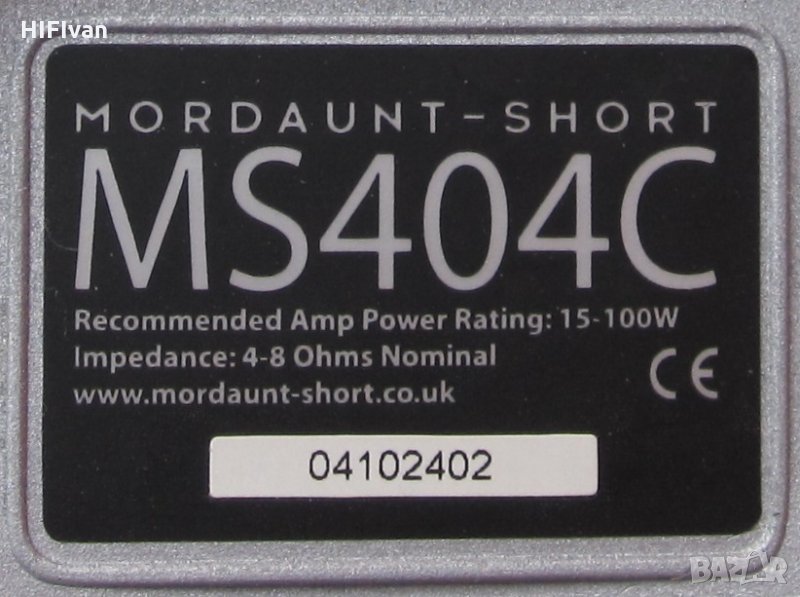 HIFIvan
MORDAUNT-SHORT
MS404C
Recommended Amp Power Rating: 15-100W
Impedance: 4-8 Ohms Nominal
www.mordaunt-short.co.uk
CE
04102402
BAZAR